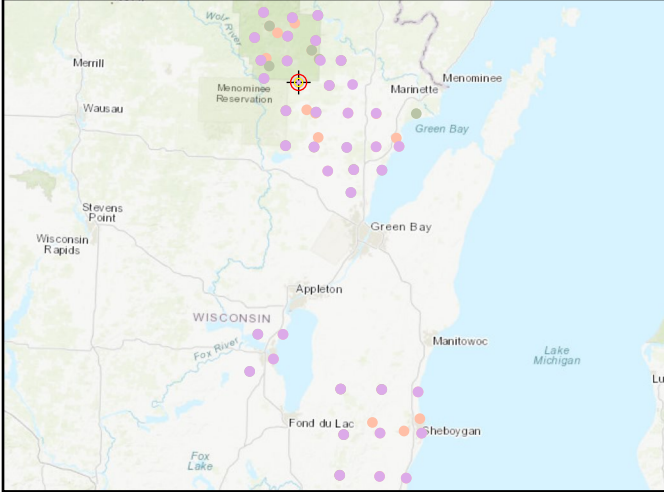 Wolf
River
Merrill
Menominee
Reservation
Menominee
Marinette
Wausau
Green Bay
Stevens
Point
Wisconsin
Rapids
Green Bay
Appleton
WISCONSIN
Fox River
Manitowoc
Lake
Michigan
Lu
Fond du Lac
Sheboygan
Fox
Lake